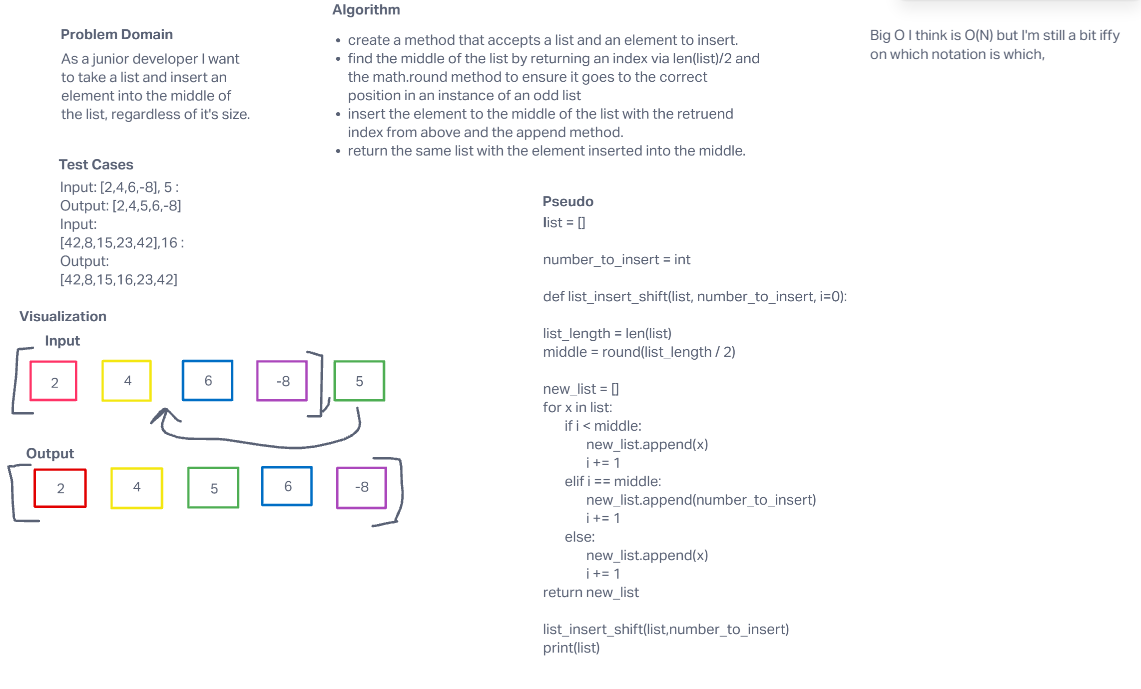 Problem Domain
As a junior developer I want
to take a list and insert an
element into the middle of
the list, regardless of it's size.
Test Cases
Input: [2,4,6,-8], 5 :
Output: [2,4,5,6,-8]
Input:
[42,8,15,23,42],16 :
Output:
[42,8,15,16,23,42]
Visualization
Input
2 4 6 -8 , 5
Output
2 4 5 6 -8
Algorithm
• create a method that accepts a list and an element to insert.
• find the middle of the list by returning an index via len(list)/2 and
the math.round method to ensure it goes to the correct
position in an instance of an odd list
• insert the element to the middle of the list with the retruend
index from above and the append method.
• return the same list with the element inserted into the middle.
Pseudo
list = []
number_to_insert = int
def list_insert_shift(list, number_to_insert, i=0):
list_length = len(list)
middle = round(list_length / 2)
new_list = []
for x in list:
if i < middle:
new_list.append(x)
i += 1
elif i == middle:
new_list.append(number_to_insert)
i += 1
else:
new_list.append(x)
i += 1
return new_list
list_insert_shift(list,number_to_insert)
print(list)
Big O I think is O(N) but I'm still a bit iffy
on which notation is which,